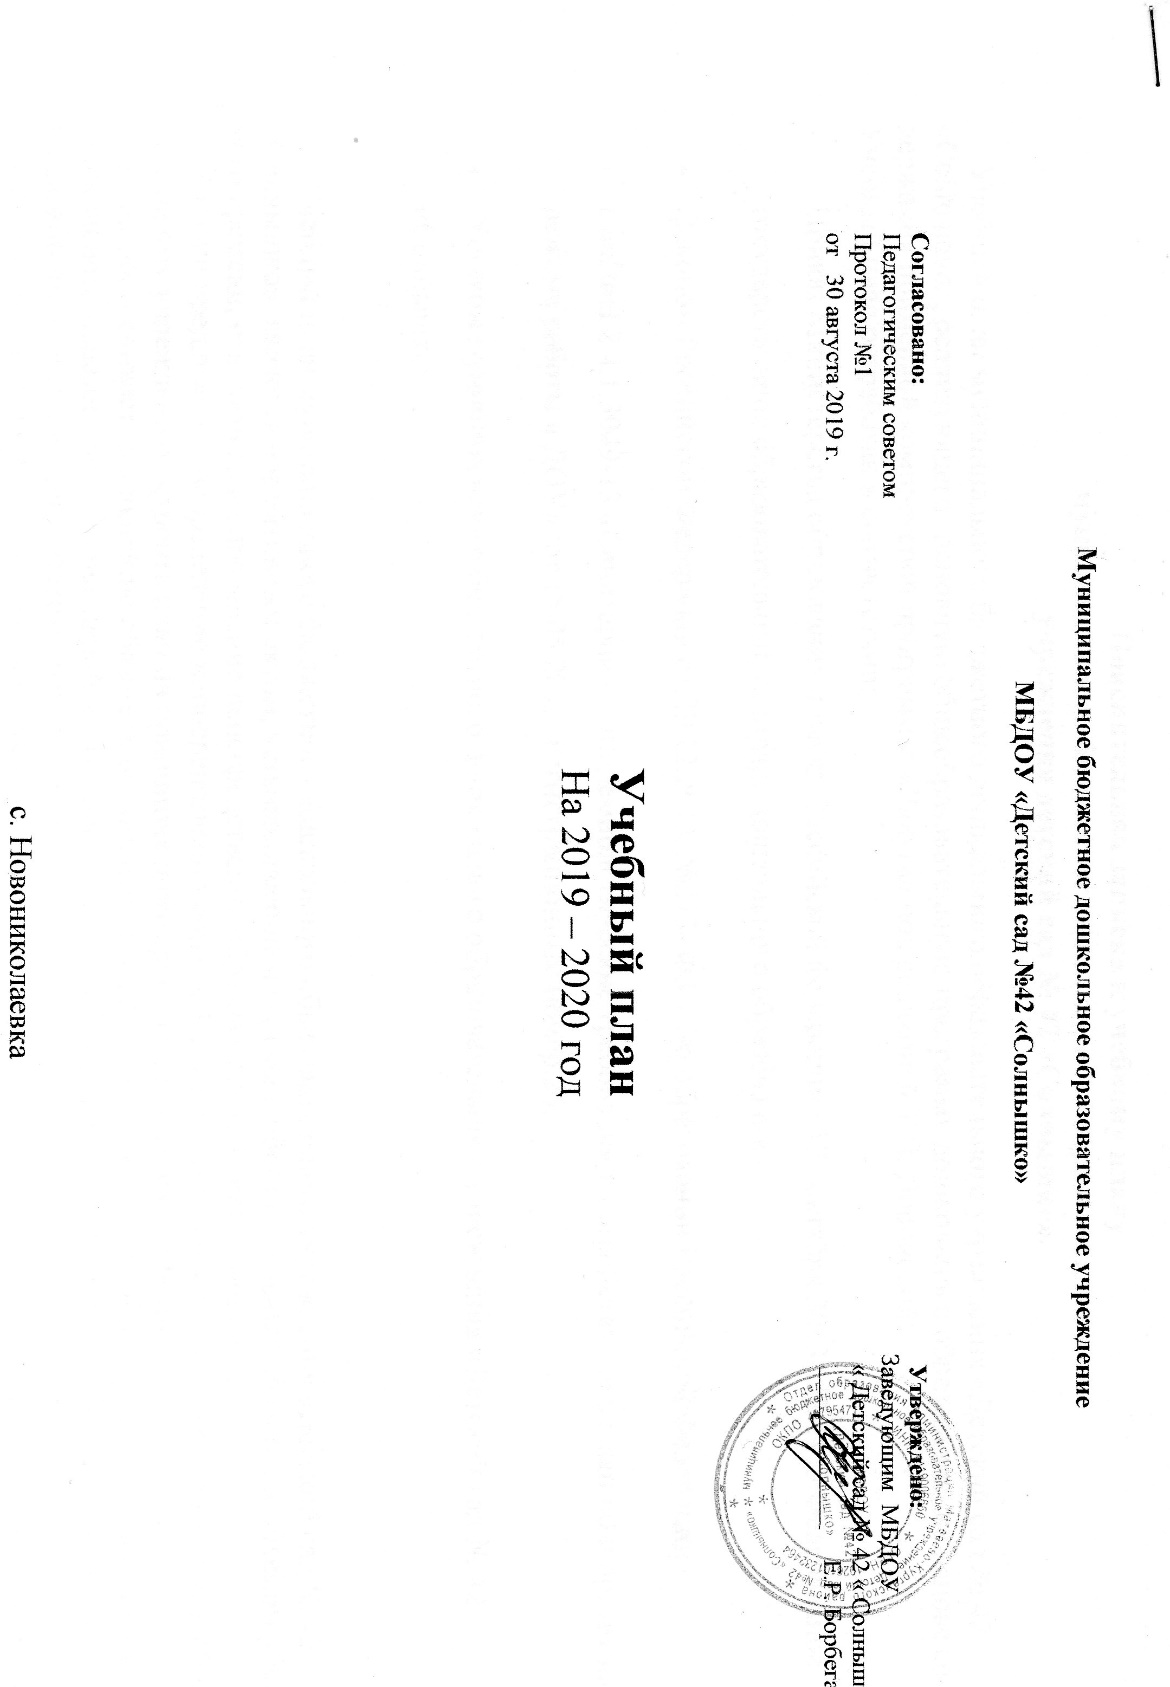 Муниципальное бюджетное дошкольное образовательное учреждение
МБДОУ «Детский сад №42 «Солнышко»
Согласовано:
Педагогическим советом
Протокол №1
от 30 августа 2019 г.
Утверждено:
Заведующим МБДОУ
« Детский сад № 42 « Солныш
Е.Р. Борбега
Учебный план
На 2019 – 2020 год
с. Новониколаевка